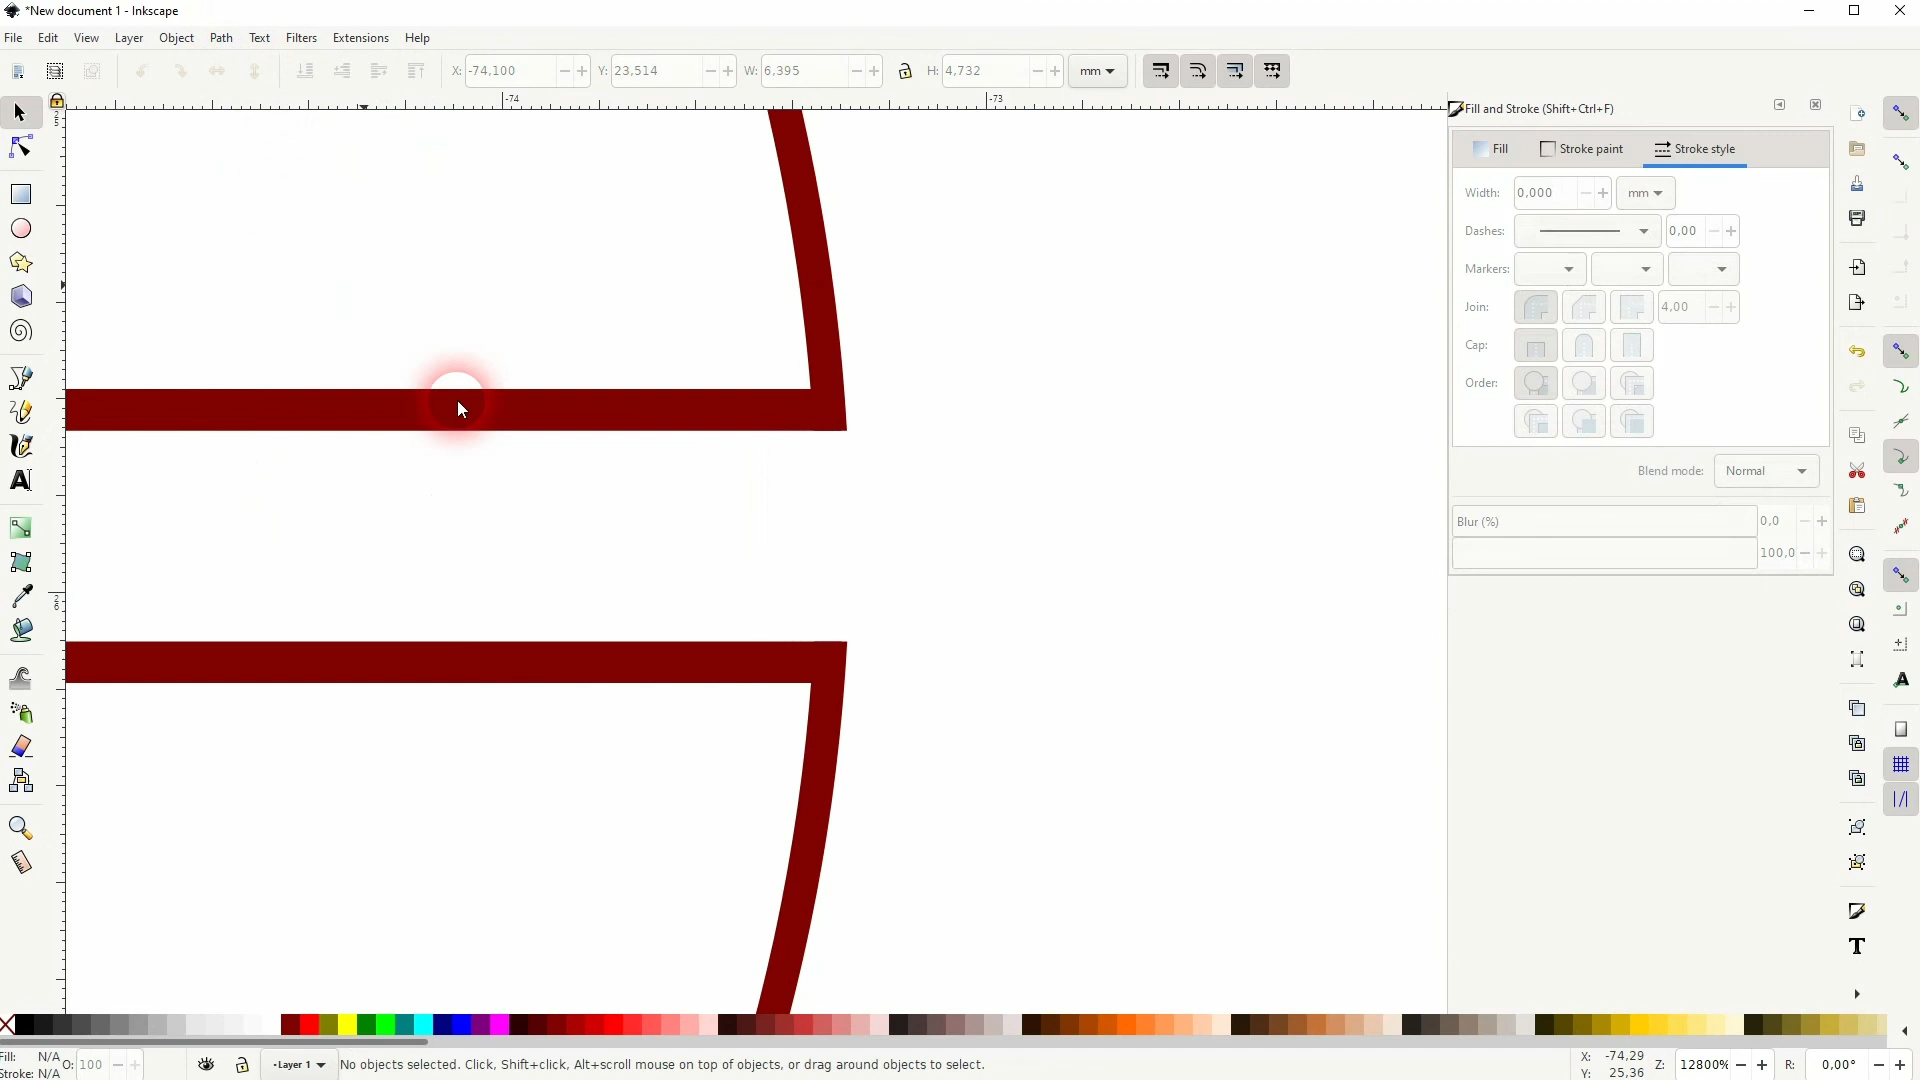 *New document 1 - Inkscape
File Edit View Layer Object Path Text Filters Extensions Help
X: -74,100 Y: 23,514 W: 6,395 H: 4,732 mm
-74 -73
Fill and Stroke (Shift+Ctrl+F)
Fill Stroke paint Stroke style
Width: 0,000 mm
Dashes: 0,00
Markers:
Join: 4,00
Cap:
Order:
Blend mode: Normal
Blur (%) 0,0
100,0
Fill: N/A O: 100
Stroke: N/A
-Layer 1 No objects selected. Click, Shift+click, Alt+scroll mouse on top of objects, or drag around objects to select.
X: -74,29
Y: 25,36
Z: 12800% R: 0,00°